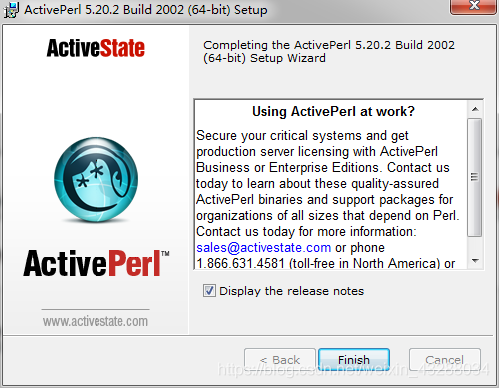 ActivePerl 5.20.2 Build 2002 (64-bit) Setup
ActiveState
Completing the ActivePerl 5.20.2 Build 2002
(64-bit) Setup Wizard
Using ActivePerl at work?
Secure your critical systems and get
production server licensing with ActivePerl
Business or Enterprise Editions. Contact us
today to learn about these quality-assured
ActivePerl binaries and support packages for
organizations of all sizes that depend on Perl.
Contact us today for more information:
sales@activestate.com or phone
1.866.631.4581 (toll-free in North America) or
ActivePerl™
Display the release notes
www.activestate.com
< Back
Finish
Cancel
https://blog.csdn.net/weixin_43288034